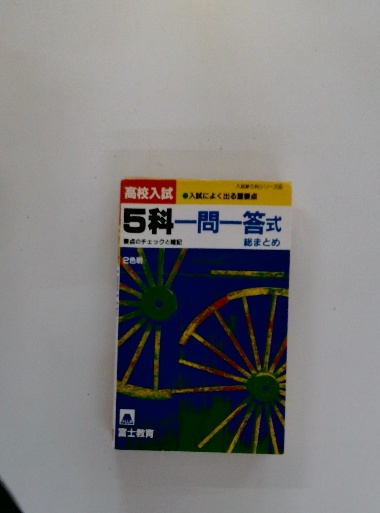 高校入試
●入試によく出る重要点
5科一問一答式
要点のチェックと暗記
総まとめ
2色刷
富士教育